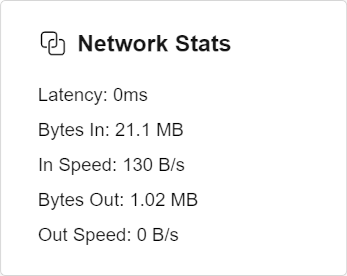 Network Stats
Latency: 0ms
Bytes In: 21.1 MB
In Speed: 130 B/s
Bytes Out: 1.02 MB
Out Speed: 0 B/s